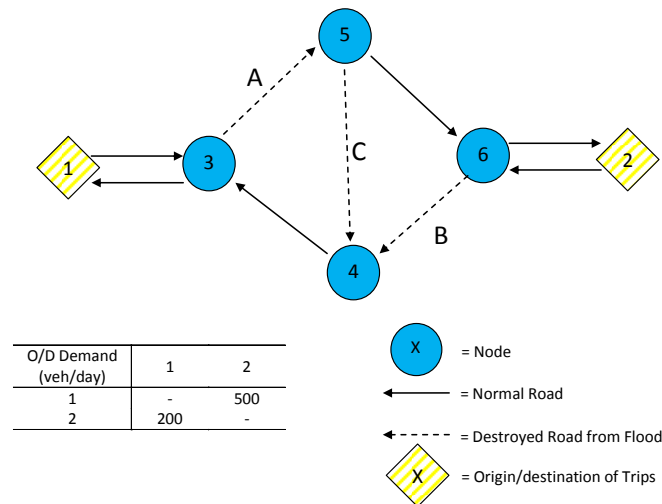 5
A
1
3
C
6
2
B
4
O/D Demand (veh/day) 1 2
1 - 500
2 200 -
X = Node
= Normal Road
= Destroyed Road from Flood
X = Origin/destination of Trips